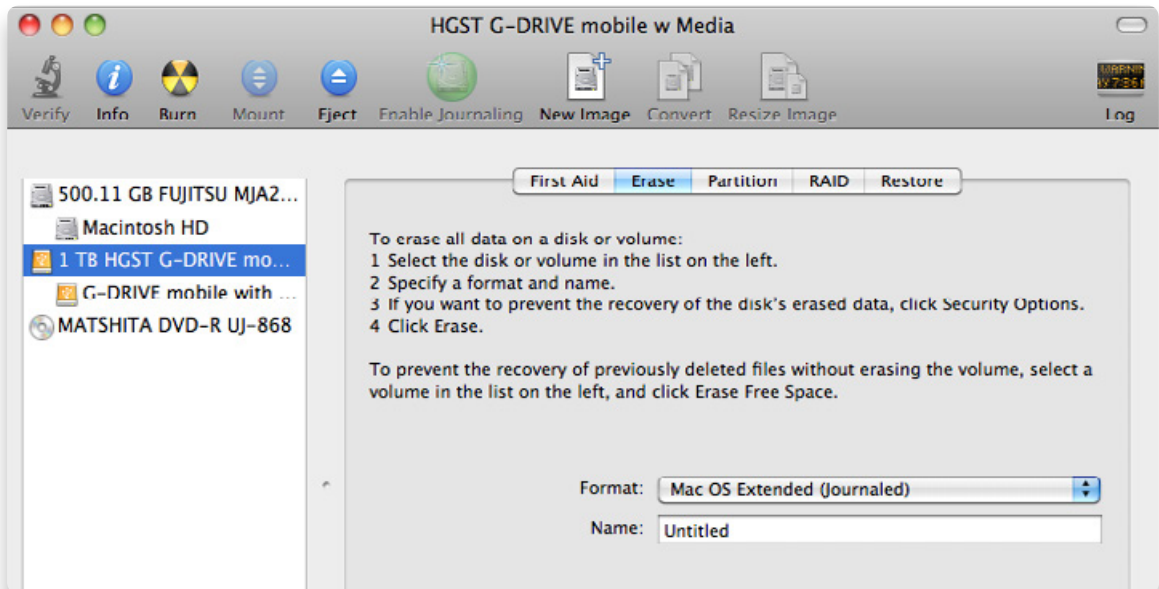 HGST G-DRIVE mobile w Media
Verify Info Burn Mount Eject Enable Journaling New Image Convert Resize Image Log
First Aid Erase Partition RAID Restore
500.11 GB FUJITSU MJA2...
Macintosh HD
1 TB HGST G-DRIVE mo...
G-DRIVE mobile with ...
MATSHITA DVD-R UJ-868
To erase all data on a disk or volume:
1 Select the disk or volume in the list on the left.
2 Specify a format and name.
3 If you want to prevent the recovery of the disk's erased data, click Security Options.
4 Click Erase.
To prevent the recovery of previously deleted files without erasing the volume, select a
volume in the list on the left, and click Erase Free Space.
Format: Mac OS Extended (Journaled)
Name: Untitled